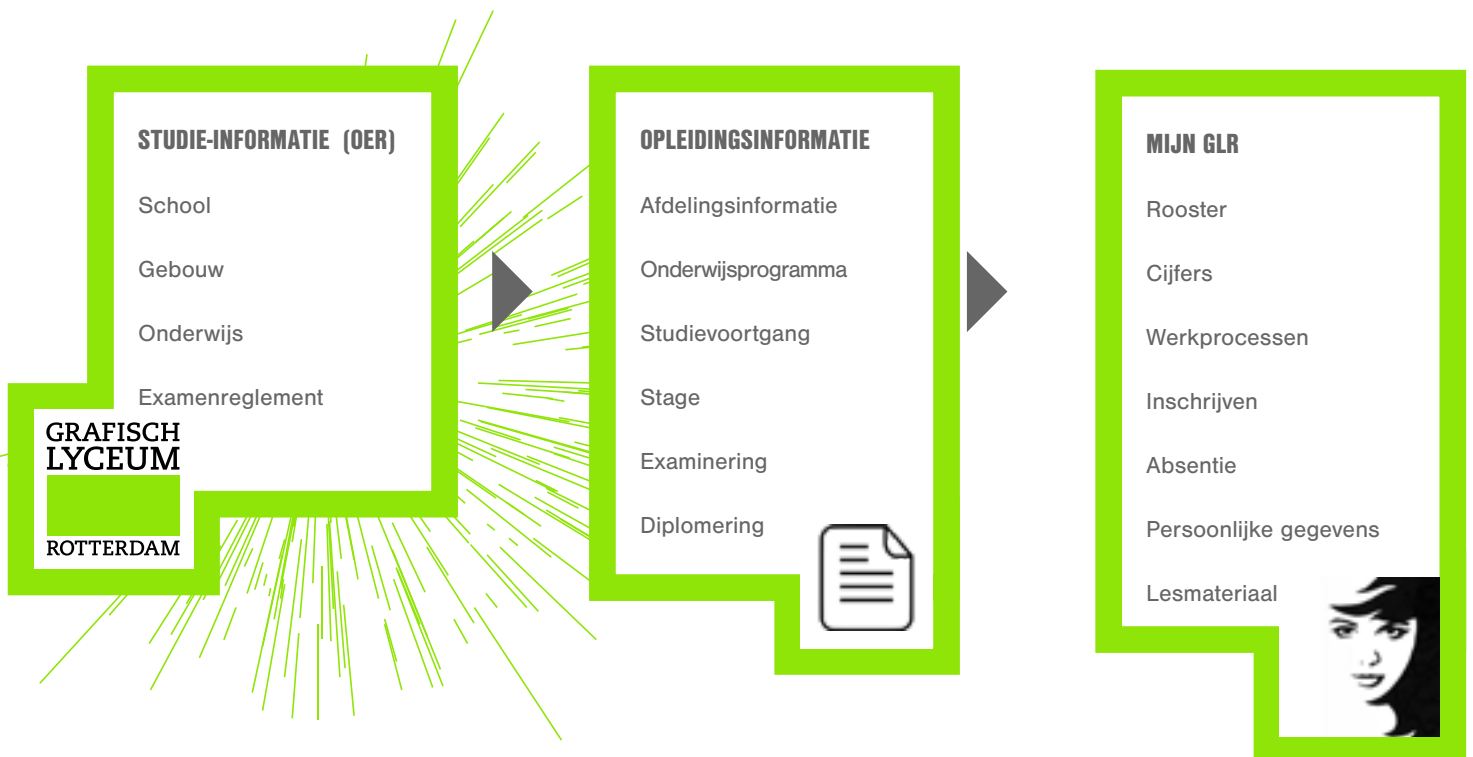 STUDIE-INFORMATIE (OER)
School
Gebouw
Onderwijs
Examenreglement
GRAFISCH
LYCEUM
ROTTERDAM
OPLEIDINGSINFORMATIE
Afdelingsinformatie
Onderwijsprogramma
Studievoortgang
Stage
Examinering
Diplomering
MIJN GLR
Rooster
Cijfers
Werkprocessen
Inschrijven
Absentie
Persoonlijke gegevens
Lesmateriaal